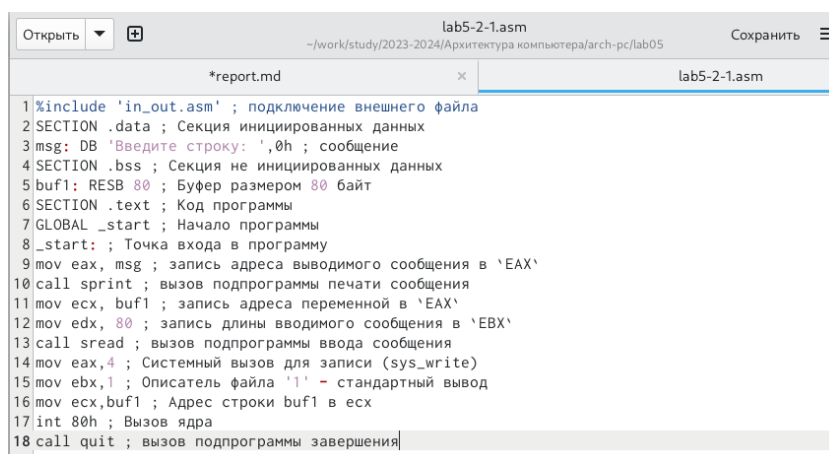 Открыть
lab5-2-1.asm
~/work/study/2023-2024/Архитектура компьютера/arch-pc/lab05
Сохранить
*report.md
lab5-2-1.asm
1 %include 'in_out.asm' ; подключение внешнего файла
2 SECTION .data ; Секция инициированных данных
3 msg: DB 'Введите строку: ',0h ; сообщение
4 SECTION .bss ; Секция не инициированных данных
5 buf1: RESB 80 ; Буфер размером 80 байт
6 SECTION .text ; Код программы
7 GLOBAL _start ; Начало программы
8 _start: ; Точка входа в программу
9 mov eax, msg ; запись адреса выводимого сообщения в `EAX`
10 call sprint ; вызов подпрограммы печати сообщения
11 mov ecx, buf1 ; запись адреса переменной в `EAX`
12 mov edx, 80 ; запись длины вводимого сообщения в `EBX`
13 call sread ; вызов подпрограммы ввода сообщения
14 mov eax,4 ; Системный вызов для записи (sys_write)
15 mov ebx,1 ; Описатель файла '1' - стандартный вывод
16 mov ecx,buf1 ; Адрес строки buf1 в ecx
17 int 80h ; Вызов ядра
18 call quit ; вызов подпрограммы завершения